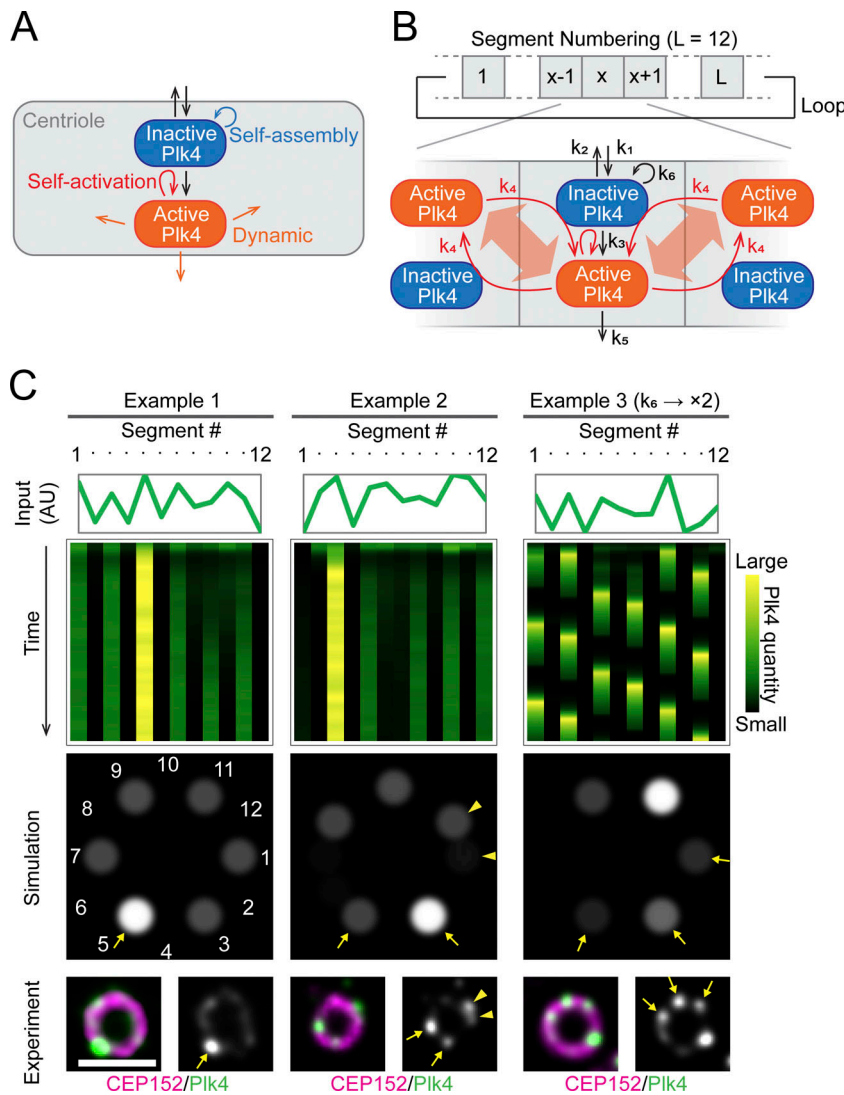 A
Centriole
Inactive
Plk4
Self-assembly
Self-activation
Active
Plk4
Dynamic
B
Segment Numbering (L = 12)
1 x-1 x x+1 L
Loop
k₂ k₁
k₆
Active
Plk4
k₄
Inactive
Plk4
k₄
Active
Plk4
k₃
k₄ k₄
Inactive
Plk4
Active
Plk4
Inactive
Plk4
k₅
C
Example 1 Example 2 Example 3 (k₆ → ×2)
Segment # Segment # Segment #
1 · · · · · · · · · · 12 1 · · · · · · · · · · 12 1 · · · · · · · · · · 12
Input
(AU)
Time
Large
Plk4 quantity
Small
Simulation
9 10 11
8 12
7 1
6 2
5 4 3
Experiment
CEP152/Plk4 CEP152/Plk4 CEP152/Plk4